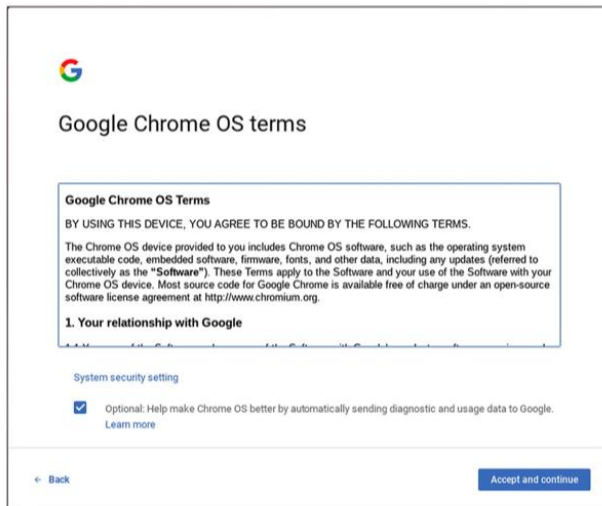 Google Chrome OS terms
Google Chrome OS Terms
BY USING THIS DEVICE, YOU AGREE TO BE BOUND BY THE FOLLOWING TERMS.
The Chrome OS device provided to you includes Chrome OS software, such as the operating system
executable code, embedded software, firmware, fonts, and other data, including any updates (referred to
collectively as the "Software"). These Terms apply to the Software and your use of the Software with your
Chrome OS device. Most source code for Google Chrome is available free of charge under an open-source
software license agreement at http://www.chromium.org.
1. Your relationship with Google
System security setting
Optional: Help make Chrome OS better by automatically sending diagnostic and usage data to Google.
Learn more
← Back
Accept and continue